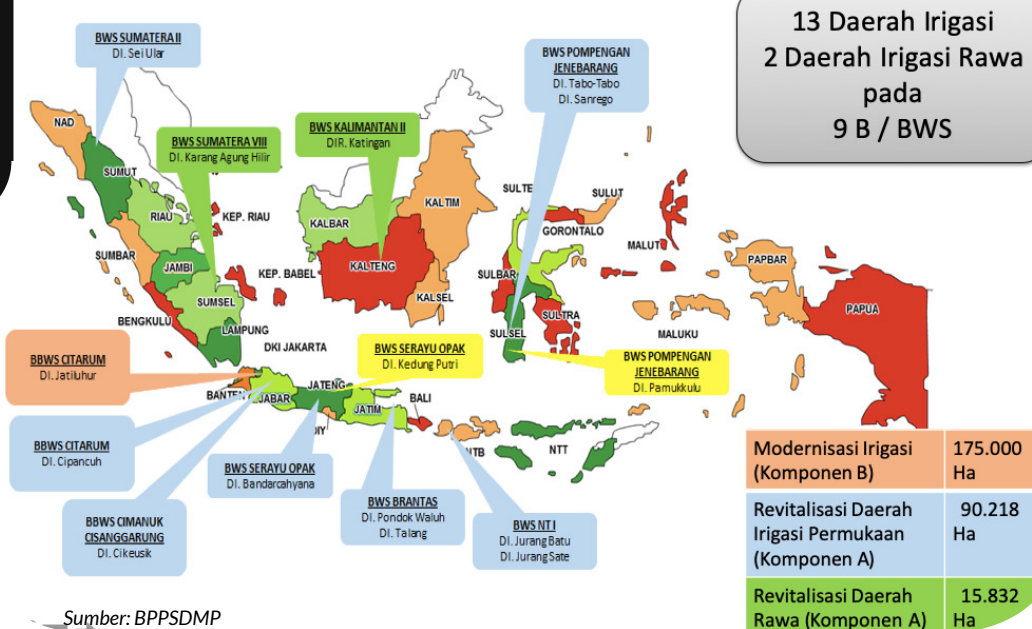 13 Daerah Irigasi
2 Daerah Irigasi Rawa
pada
9 B / BWS
BWS SUMATERA II
DI. Sei Ular
BWS SUMATERA VIII
DI. Karang Agung Hilir
BWS KALIMANTAN II
DIR. Katingan
BWS POMPENGAN
JENEBARANG
DI. Tabo-Tabo
DI. Sanrego
NAD
SUMUT
RIAU
KEP. RIAU
SUMBAR
JAMBI
KEP. BABEL
SUMSEL
BENGKULU
LAMPUNG
DKI JAKARTA
KALBAR
KALTIM
KALTENG
KALSEL
SULTE
SULUT
GORONTALO
MALUT
SULBAR
SULTRA
SULSEL
MALUKU
PAPBAR
PAPUA
BBWS CITARUM
DI. Jatiluhur
BWS SERAYU OPAK
DI. Kedung Putri
BWS POMPENGAN
JENEBARANG
DI. Pamukkulu
BANTEN
JABAR
JATENG
JATIM
BALI
DIY
NTB
NTT
BBWS CITARUM
DI. Cipancuh
BWS SERAYU OPAK
DI. Bandarcahyana
BBWS CIMANUK
CISANGGARUNG
DI. Cikeusik
BWS BRANTAS
DI. Pondok Waluh
DI. Talang
BWS NT I
DI. Jurang Batu
DI. Jurang Sate
Modernisasi Irigasi
(Komponen B)
175.000
Ha
Revitalisasi Daerah
Irigasi Permukaan
(Komponen A)
90.218
Ha
Revitalisasi Daerah
Rawa (Komponen A)
15.832
Ha
Sumber: BPPSDMP